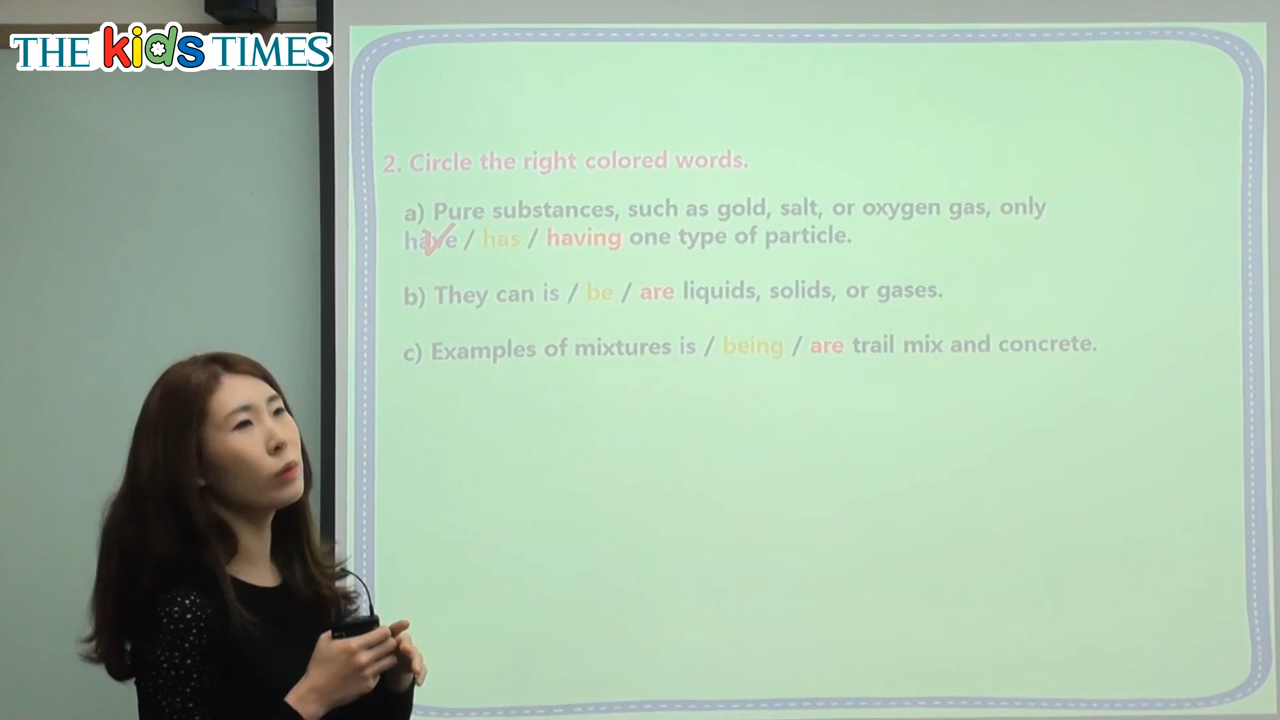 THE kids TIMES
2. Circle the right colored words.
a) Pure substances, such as gold, salt, or oxygen gas, only
have / has / having one type of particle.
b) They can is / be / are liquids, solids, or gases.
c) Examples of mixtures is / being / are trail mix and concrete.